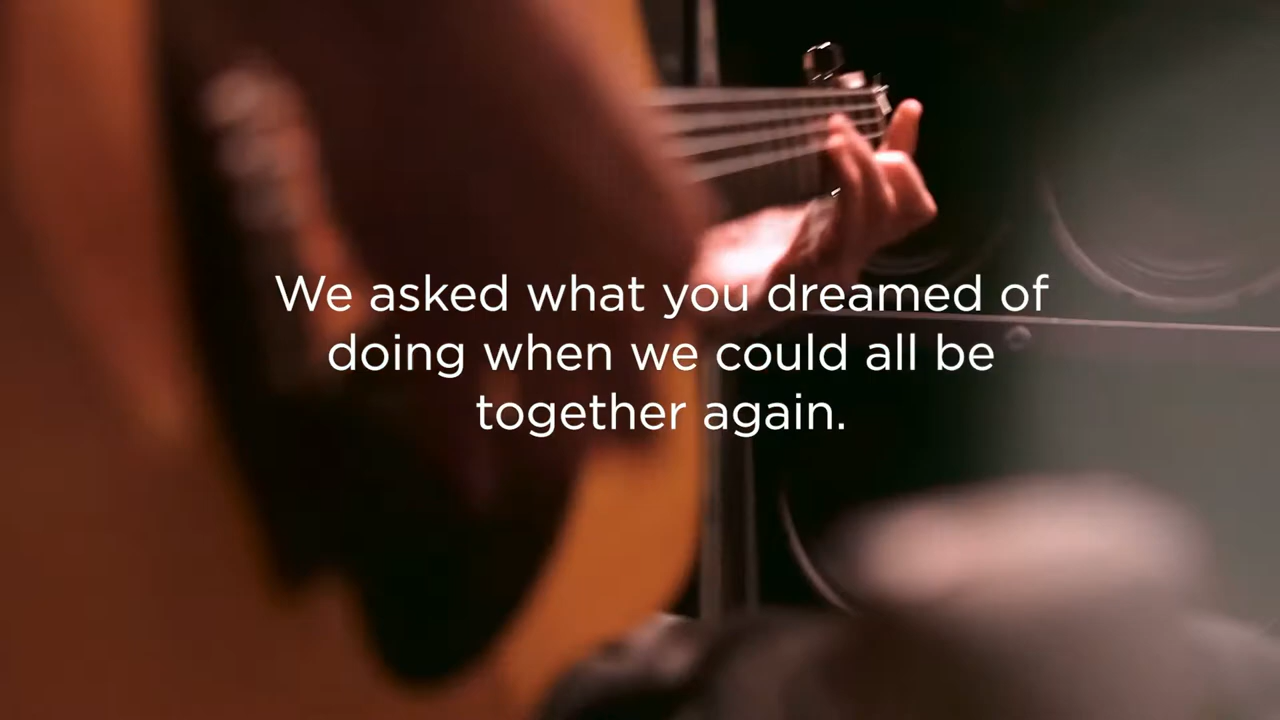 We asked what you dreamed of
doing when we could all be
together again.